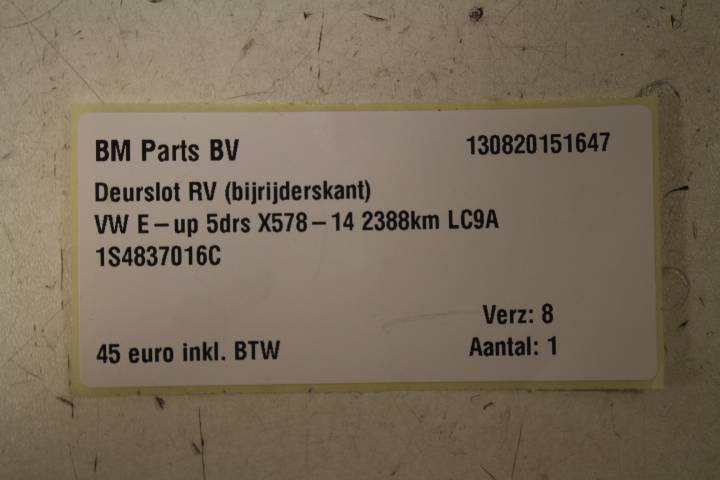 BM Parts BV 130820151647
Deurslot RV (bijrijderskant)
VW E-up 5drs X578-14 2388km LC9A
1S4837016C
Verz: 8
45 euro inkl. BTW Aantal: 1